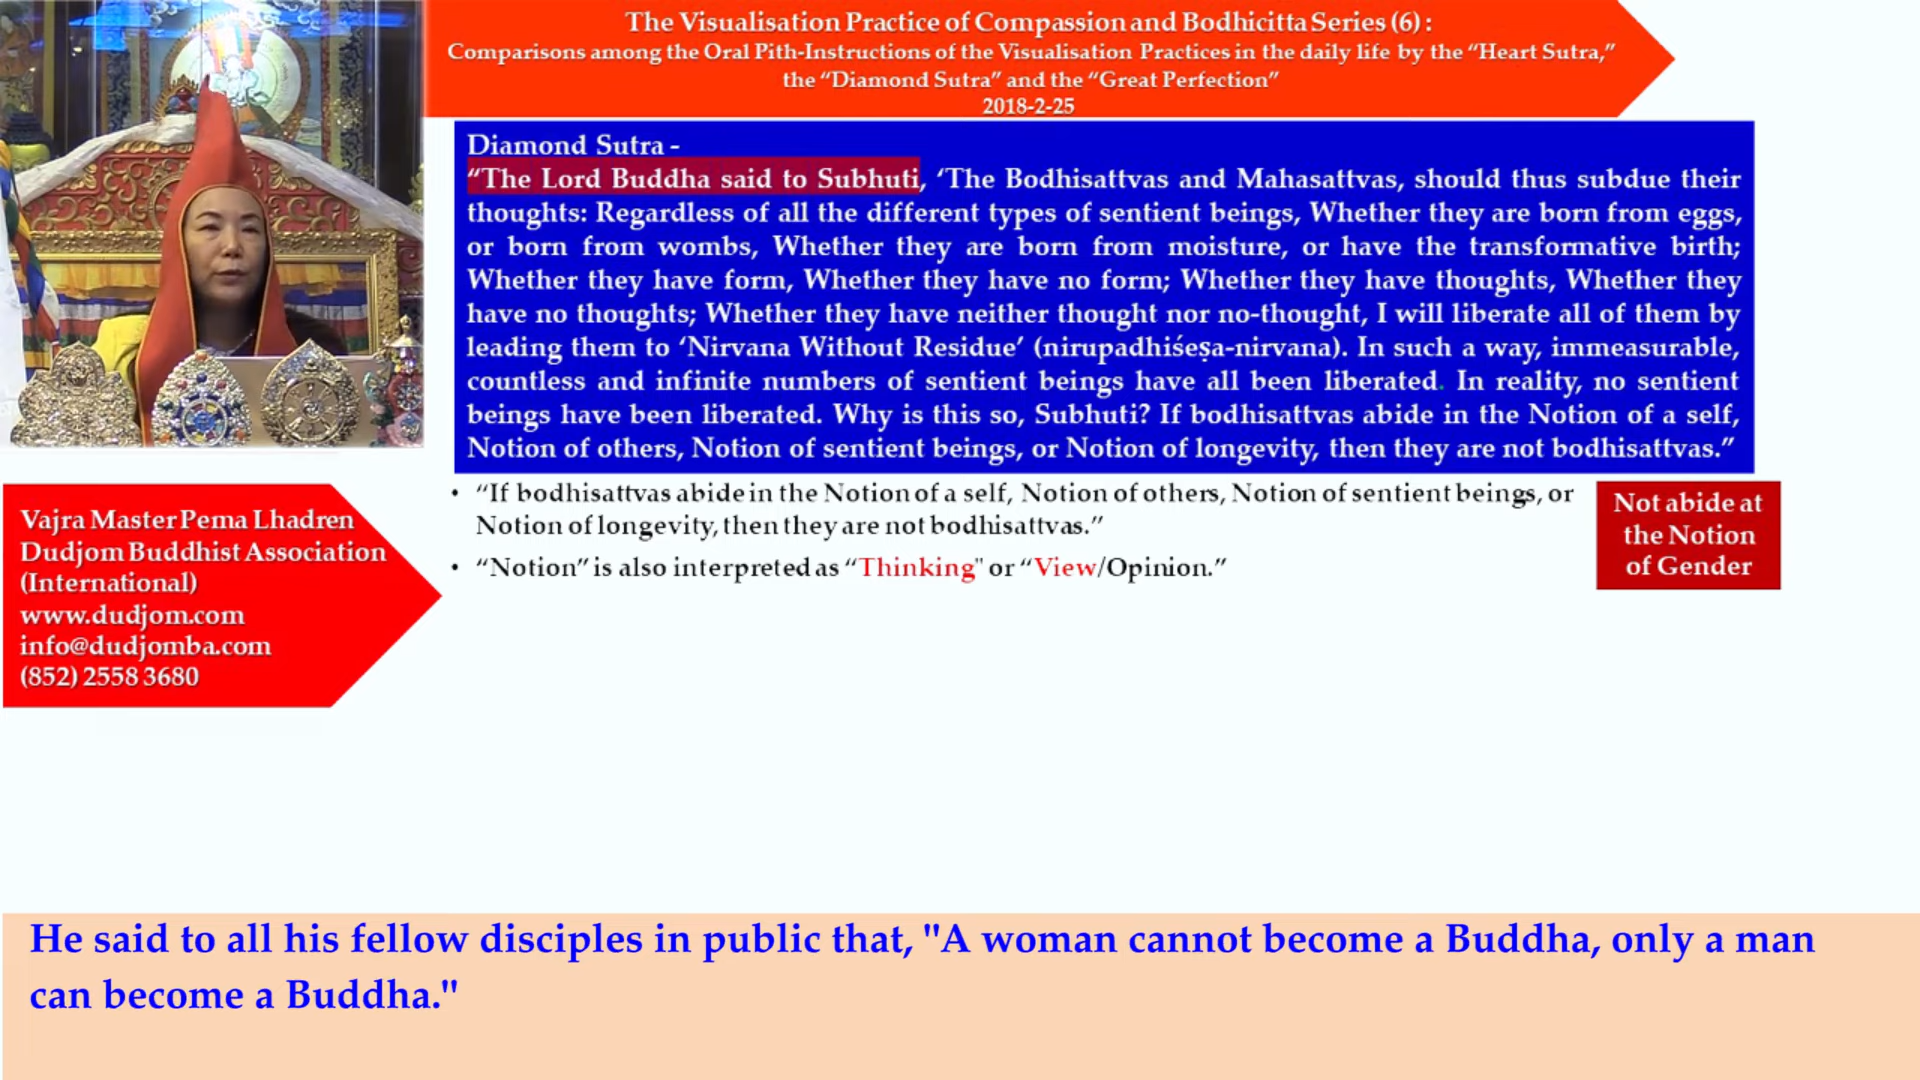 The Visualisation Practice of Compassion and Bodhicitta Series (6) :
Comparisons among the Oral Pith-Instructions of the Visualisation Practices in the daily life by the “Heart Sutra,”
the “Diamond Sutra” and the “Great Perfection”
2018-2-25
Diamond Sutra -
“The Lord Buddha said to Subhuti, ‘The Bodhisattvas and Mahasattvas, should thus subdue their
thoughts: Regardless of all the different types of sentient beings, Whether they are born from eggs,
or born from wombs, Whether they are born from moisture, or have the transformative birth;
Whether they have form, Whether they have no form; Whether they have thoughts, Whether they
have no thoughts; Whether they have neither thought nor no-thought, I will liberate all of them by
leading them to ‘Nirvana Without Residue’ (nirupadhiśeṣa-nirvana). In such a way, immeasurable,
countless and infinite numbers of sentient beings have all been liberated. In reality, no sentient
beings have been liberated. Why is this so, Subhuti? If bodhisattvas abide in the Notion of a self,
Notion of others, Notion of sentient beings, or Notion of longevity, then they are not bodhisattvas.”
• “If bodhisattvas abide in the Notion of a self, Notion of others, Notion of sentient beings, or
Notion of longevity, then they are not bodhisattvas.”
• “Notion” is also interpreted as “Thinking" or “View/Opinion.”
Not abide at
the Notion
of Gender
Vajra Master Pema Lhadren
Dudjom Buddhist Association
(International)
www.dudjom.com
info@dudjomba.com
(852) 2558 3680
He said to all his fellow disciples in public that, "A woman cannot become a Buddha, only a man
can become a Buddha."